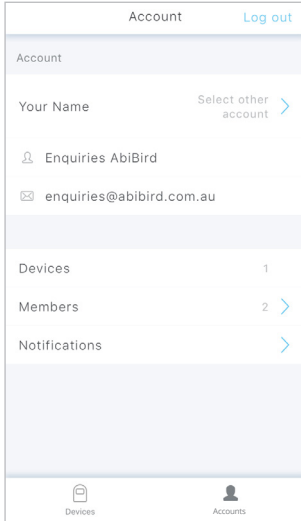 Account Log out
Account
Your Name Select other
account
Enquiries AbiBird
enquiries@abibird.com.au
Devices 1
Members 2
Notifications
Devices Accounts